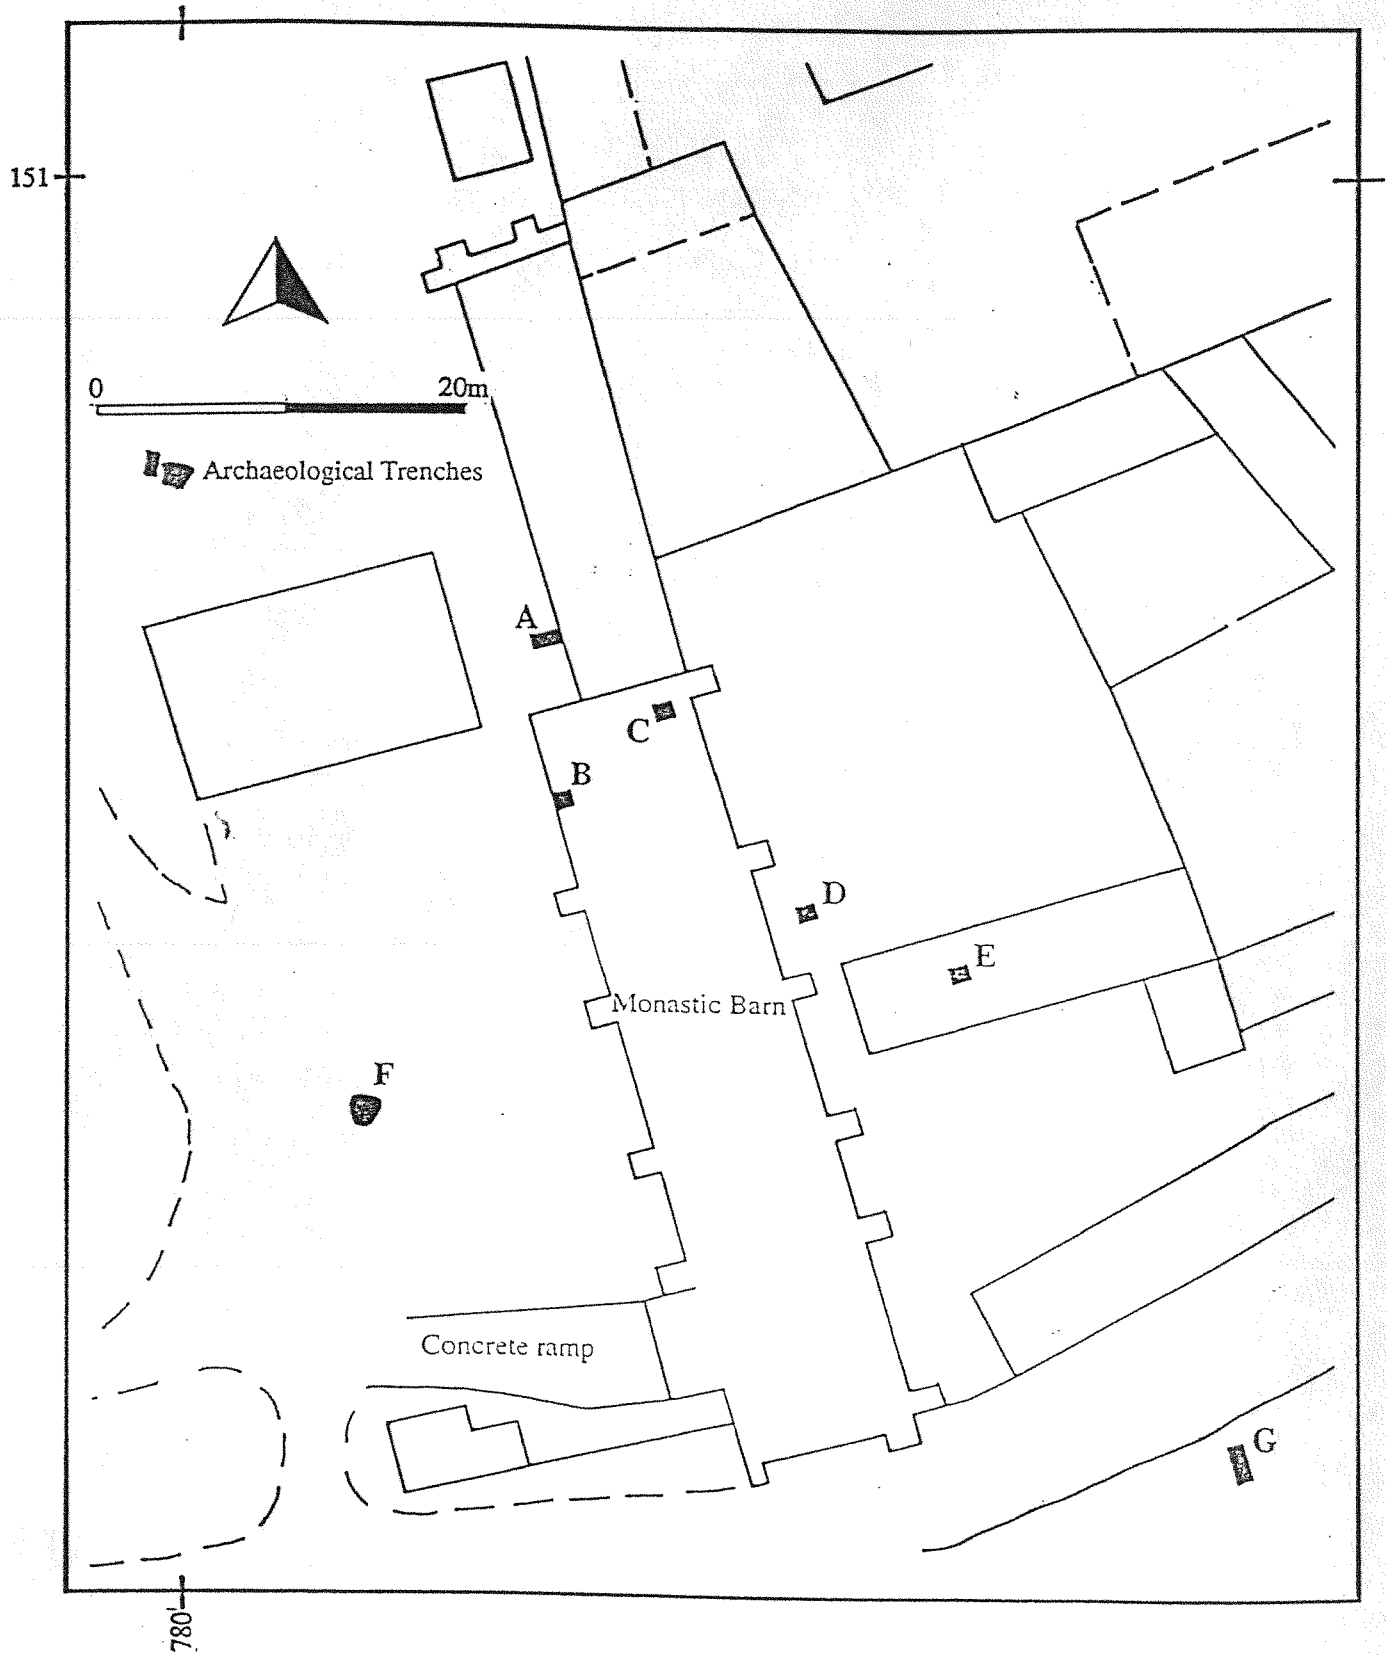 151
0 20m
Archaeological Trenches
A
C
B
D
E
Monastic Barn
F
Concrete ramp
G
780